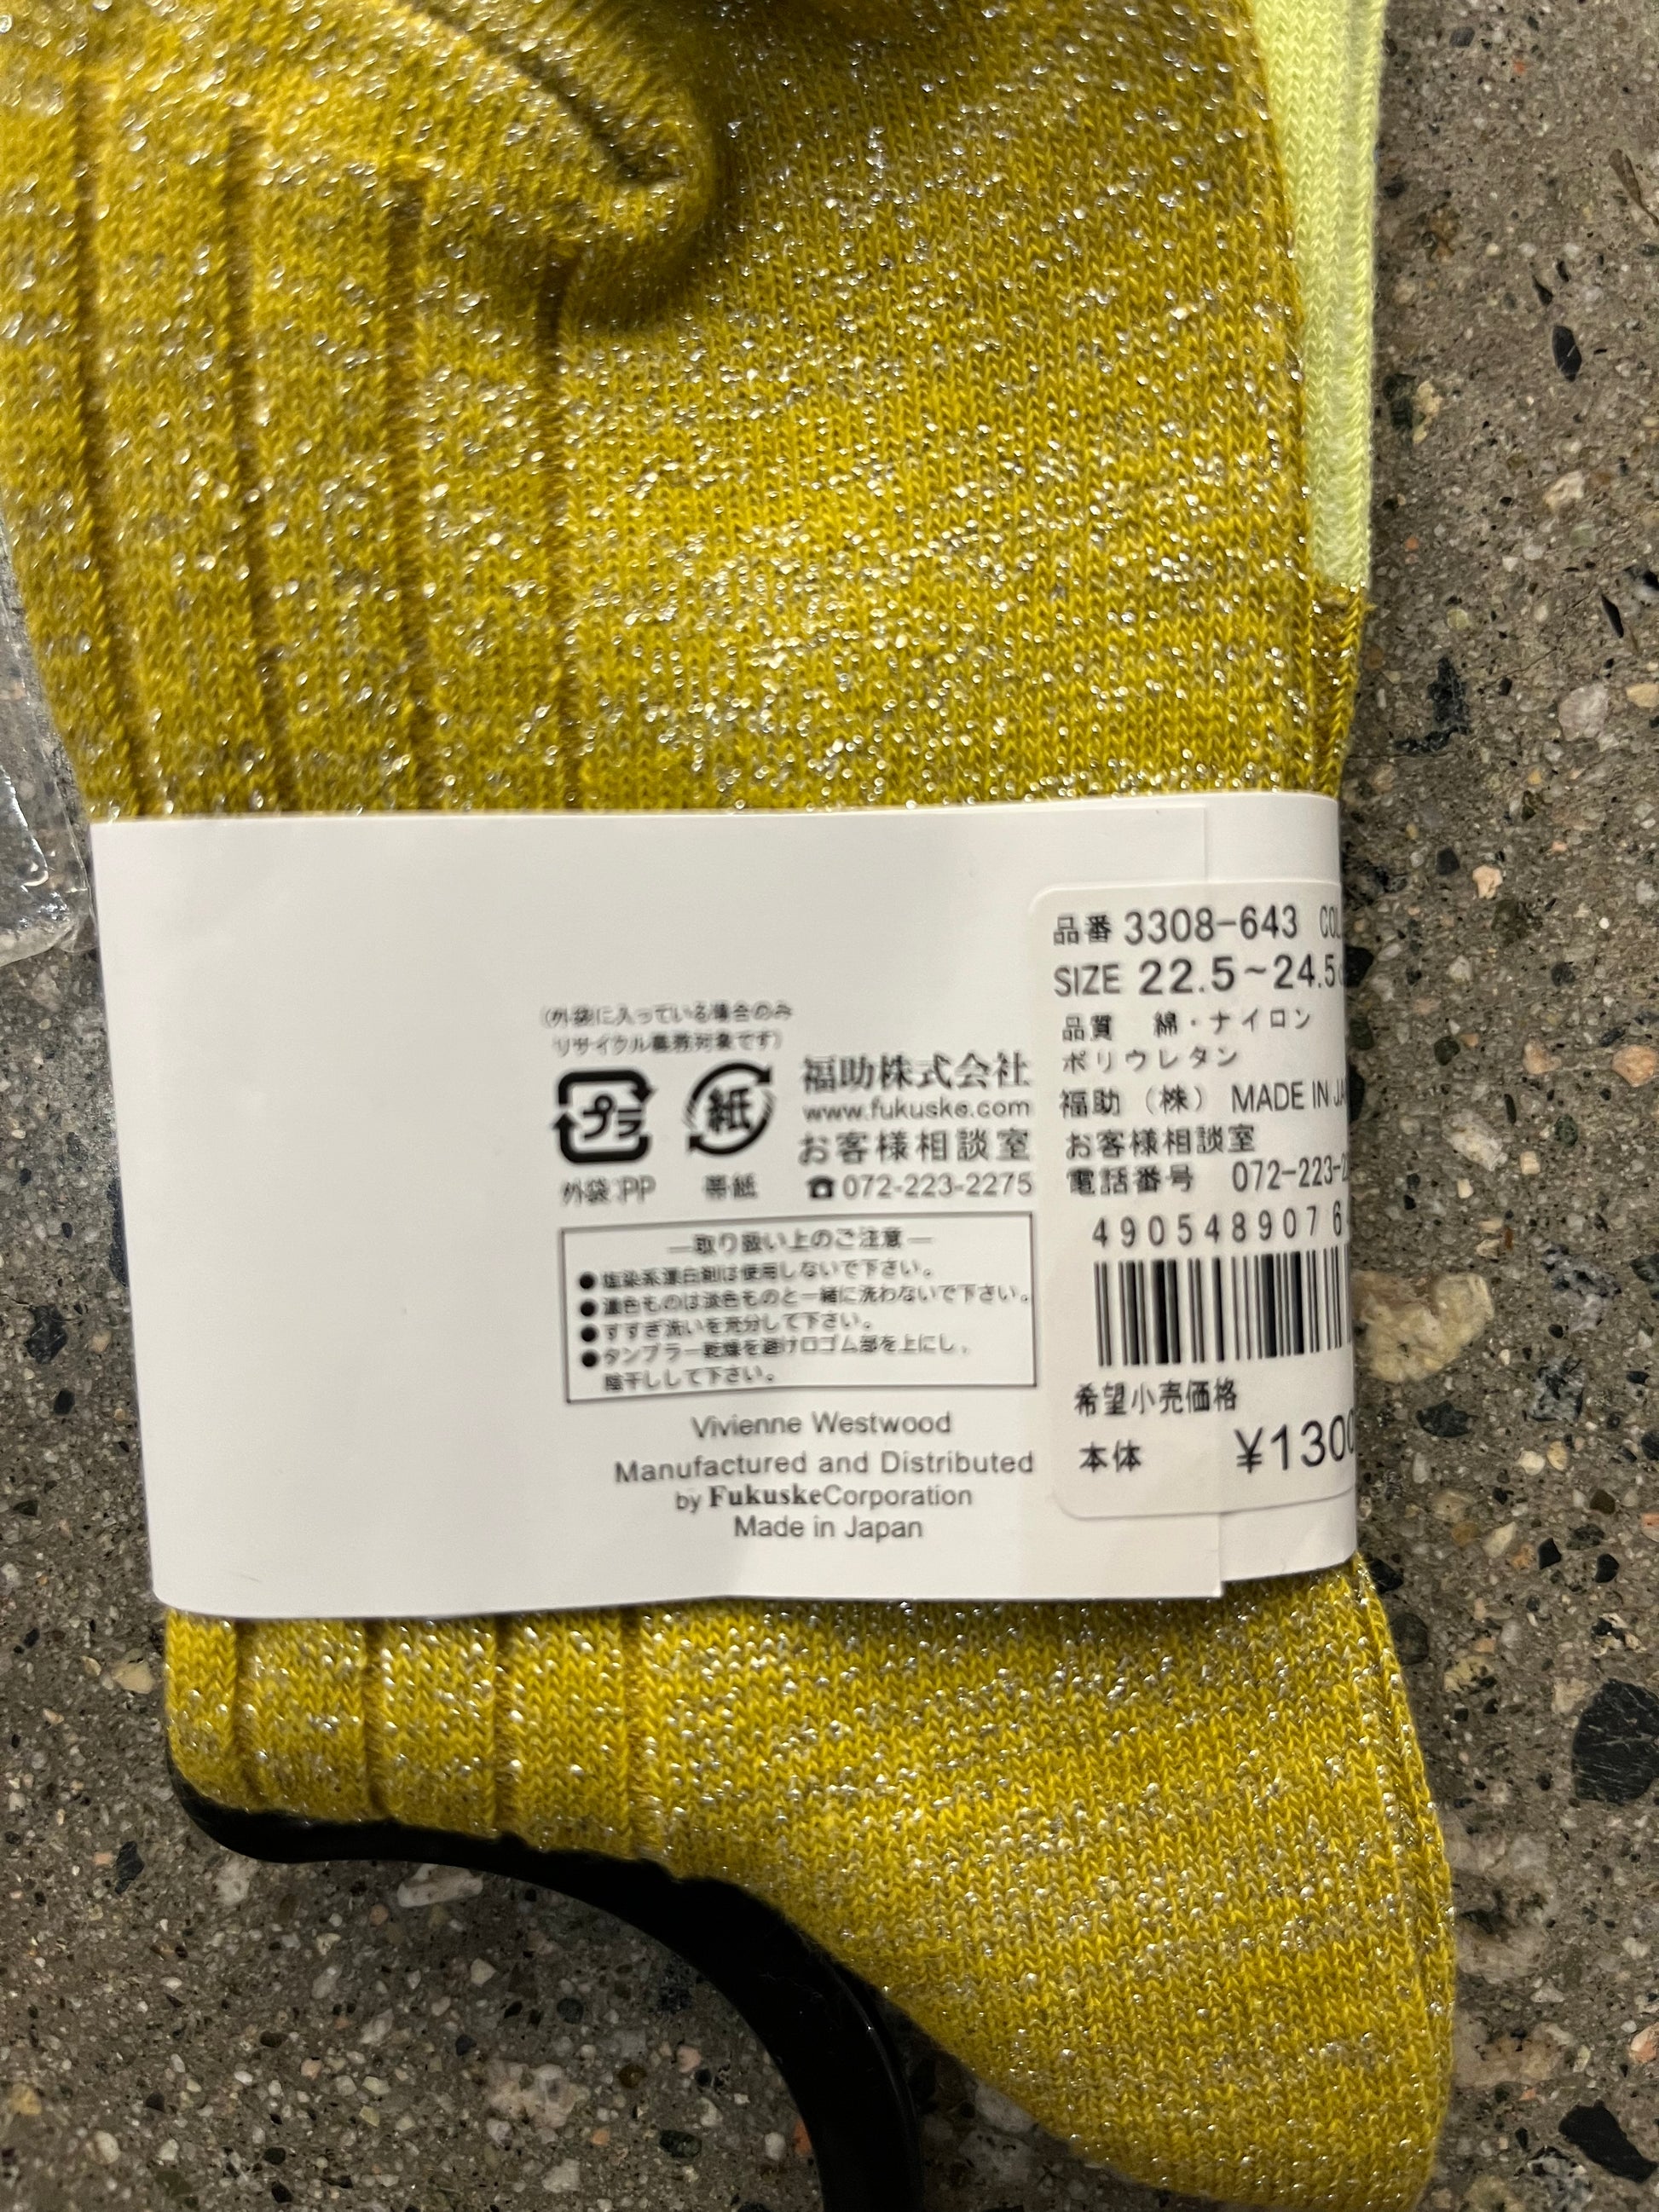 (外袋に入っている場合のみ
リサイクル義務対象です)
プラ
紙
外袋:PP
帯紙
福助株式会社
www.fukuske.com
お客様相談室
☎072-223-2275
—取り扱い上のご注意—
●塩素系漂白剤は使用しないで下さい。
●濃色ものは淡色ものと一緒に洗わないで下さい。
●すすぎ洗いを充分して下さい。
●タンブラー乾燥を避け口ゴム部を上にし、
陰干しして下さい。
Vivienne Westwood
Manufactured and Distributed
by FukuskeCorporation
Made in Japan
品番 3308-643
SIZE 22.5~24.5
品質 綿・ナイロン
ポリウレタン
福助(株) MADE IN
お客様相談室
電話番号 072-223-
490548907 6
希望小売価格
本体 ¥1300